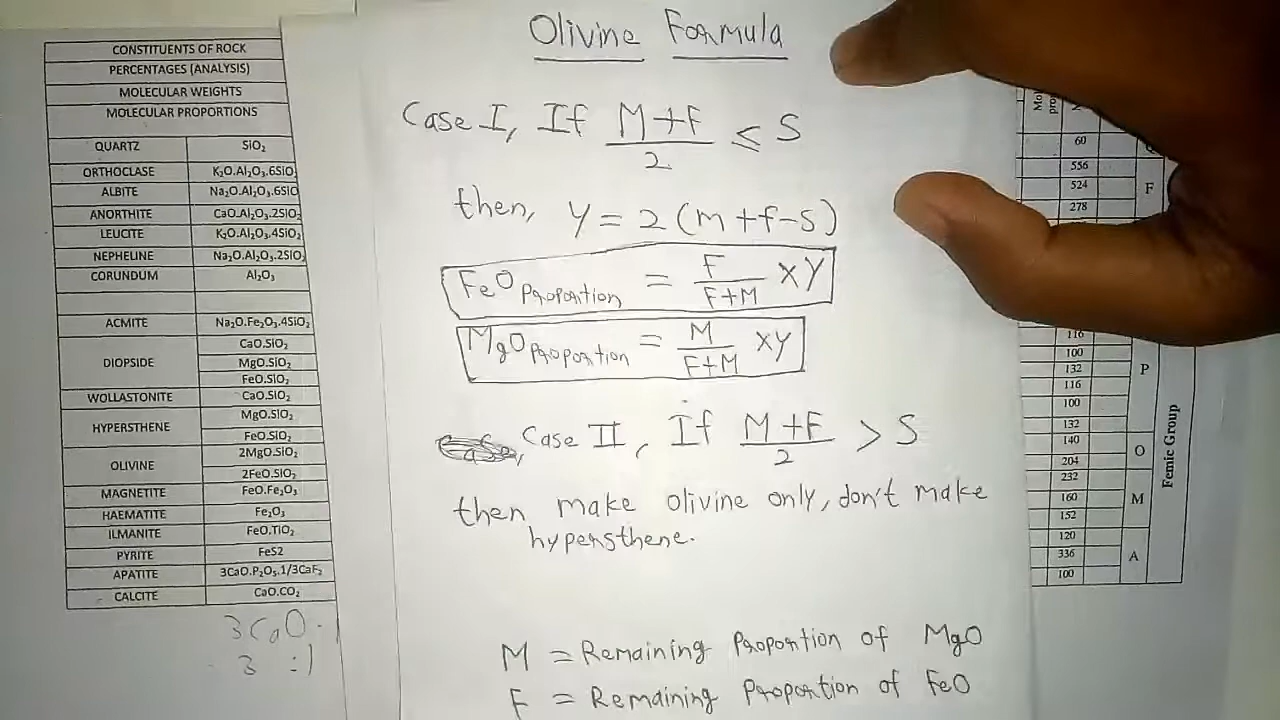 Olivine Formula
Case I, If M+F/2 ≤ S
then, Y = 2 (m+f-s)
FeO Proportion = F/F+M x Y
MgO Proportion = M/F+M x Y
Case II, If M+F/2 > S
then make olivine only, don't make
hypersthene.
M = Remaining Proportion of MgO
F = Remaining Proportion of FeO
CONSTITUENTS OF ROCK
PERCENTAGES (ANALYSIS)
MOLECULAR WEIGHTS
MOLECULAR PROPORTIONS
QUARTZ SiO₂
ORTHOCLASE K₂O.Al₂O₃.6SiO
ALBITE Na₂O.Al₂O₃.6SiO
ANORTHITE CaO.Al₂O₃.2SiO₂
LEUCITE K₂O.Al₂O₃.4SiO₂
NEPHELINE Na₂O.Al₂O₃.2SiO
CORUNDUM Al₂O₃
ACMITE Na₂O.Fe₂O₃.4SiO₂
DIOPSIDE CaO.SiO₂
MgO.SiO₂
FeO.SiO₂
WOLLASTONITE CaO.SiO₂
HYPERSTHENE MgO.SiO₂
FeO.SiO₂
OLIVINE 2MgO.SiO₂
2FeO.SiO₂
MAGNETITE FeO.Fe₂O₃
HAEMATITE Fe₂O₃
ILMANITE FeO.TiO₂
PYRITE FeS2
APATITE 3CaO.P₂O₅.1/3CaF₂
CALCITE CaO.CO₂
3CaO.
3 :1
60
556
524 F
278
116
100
132 P
116
100
132
140 O
204
232
160 M
152
120
336 A
100
Femic Group